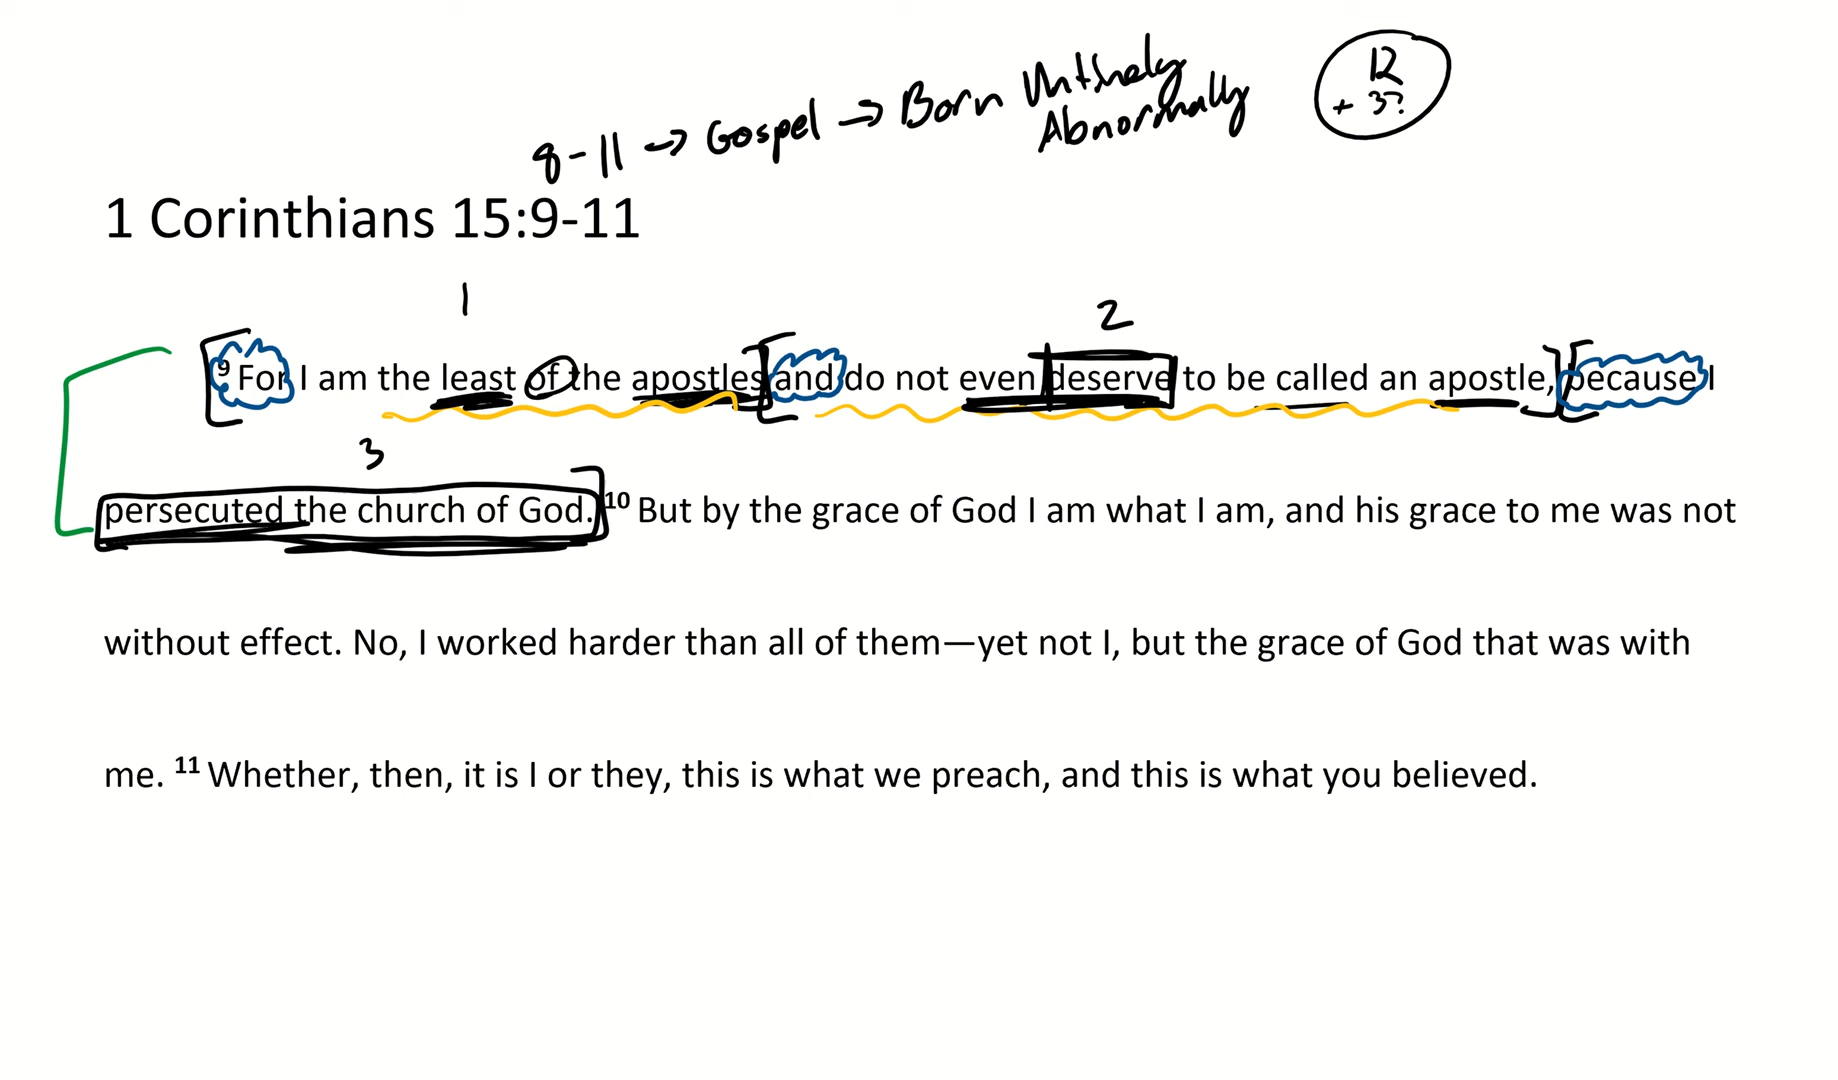 12
+ 3?
8-11 → Gospel → Born Untimely
Abnormally
1 Corinthians 15:9-11
1
2
⁹ For I am the least of the apostles and do not even deserve to be called an apostle, because I
3
persecuted the church of God. ¹⁰ But by the grace of God I am what I am, and his grace to me was not
without effect. No, I worked harder than all of them—yet not I, but the grace of God that was with
me. ¹¹ Whether, then, it is I or they, this is what we preach, and this is what you believed.